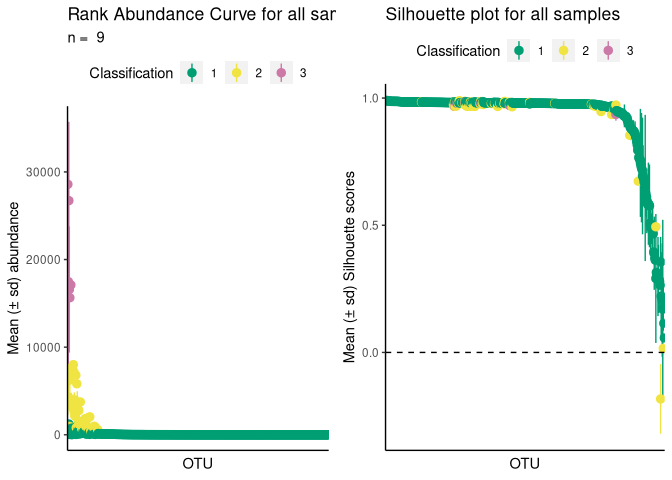 Rank Abundance Curve for all sar
n = 9
Classification 1 2 3
30000
20000
10000
0
Mean (± sd) abundance
OTU
Silhouette plot for all samples
Classification 1 2 3
1.0
0.5
0.0
Mean (± sd) Silhouette scores
OTU